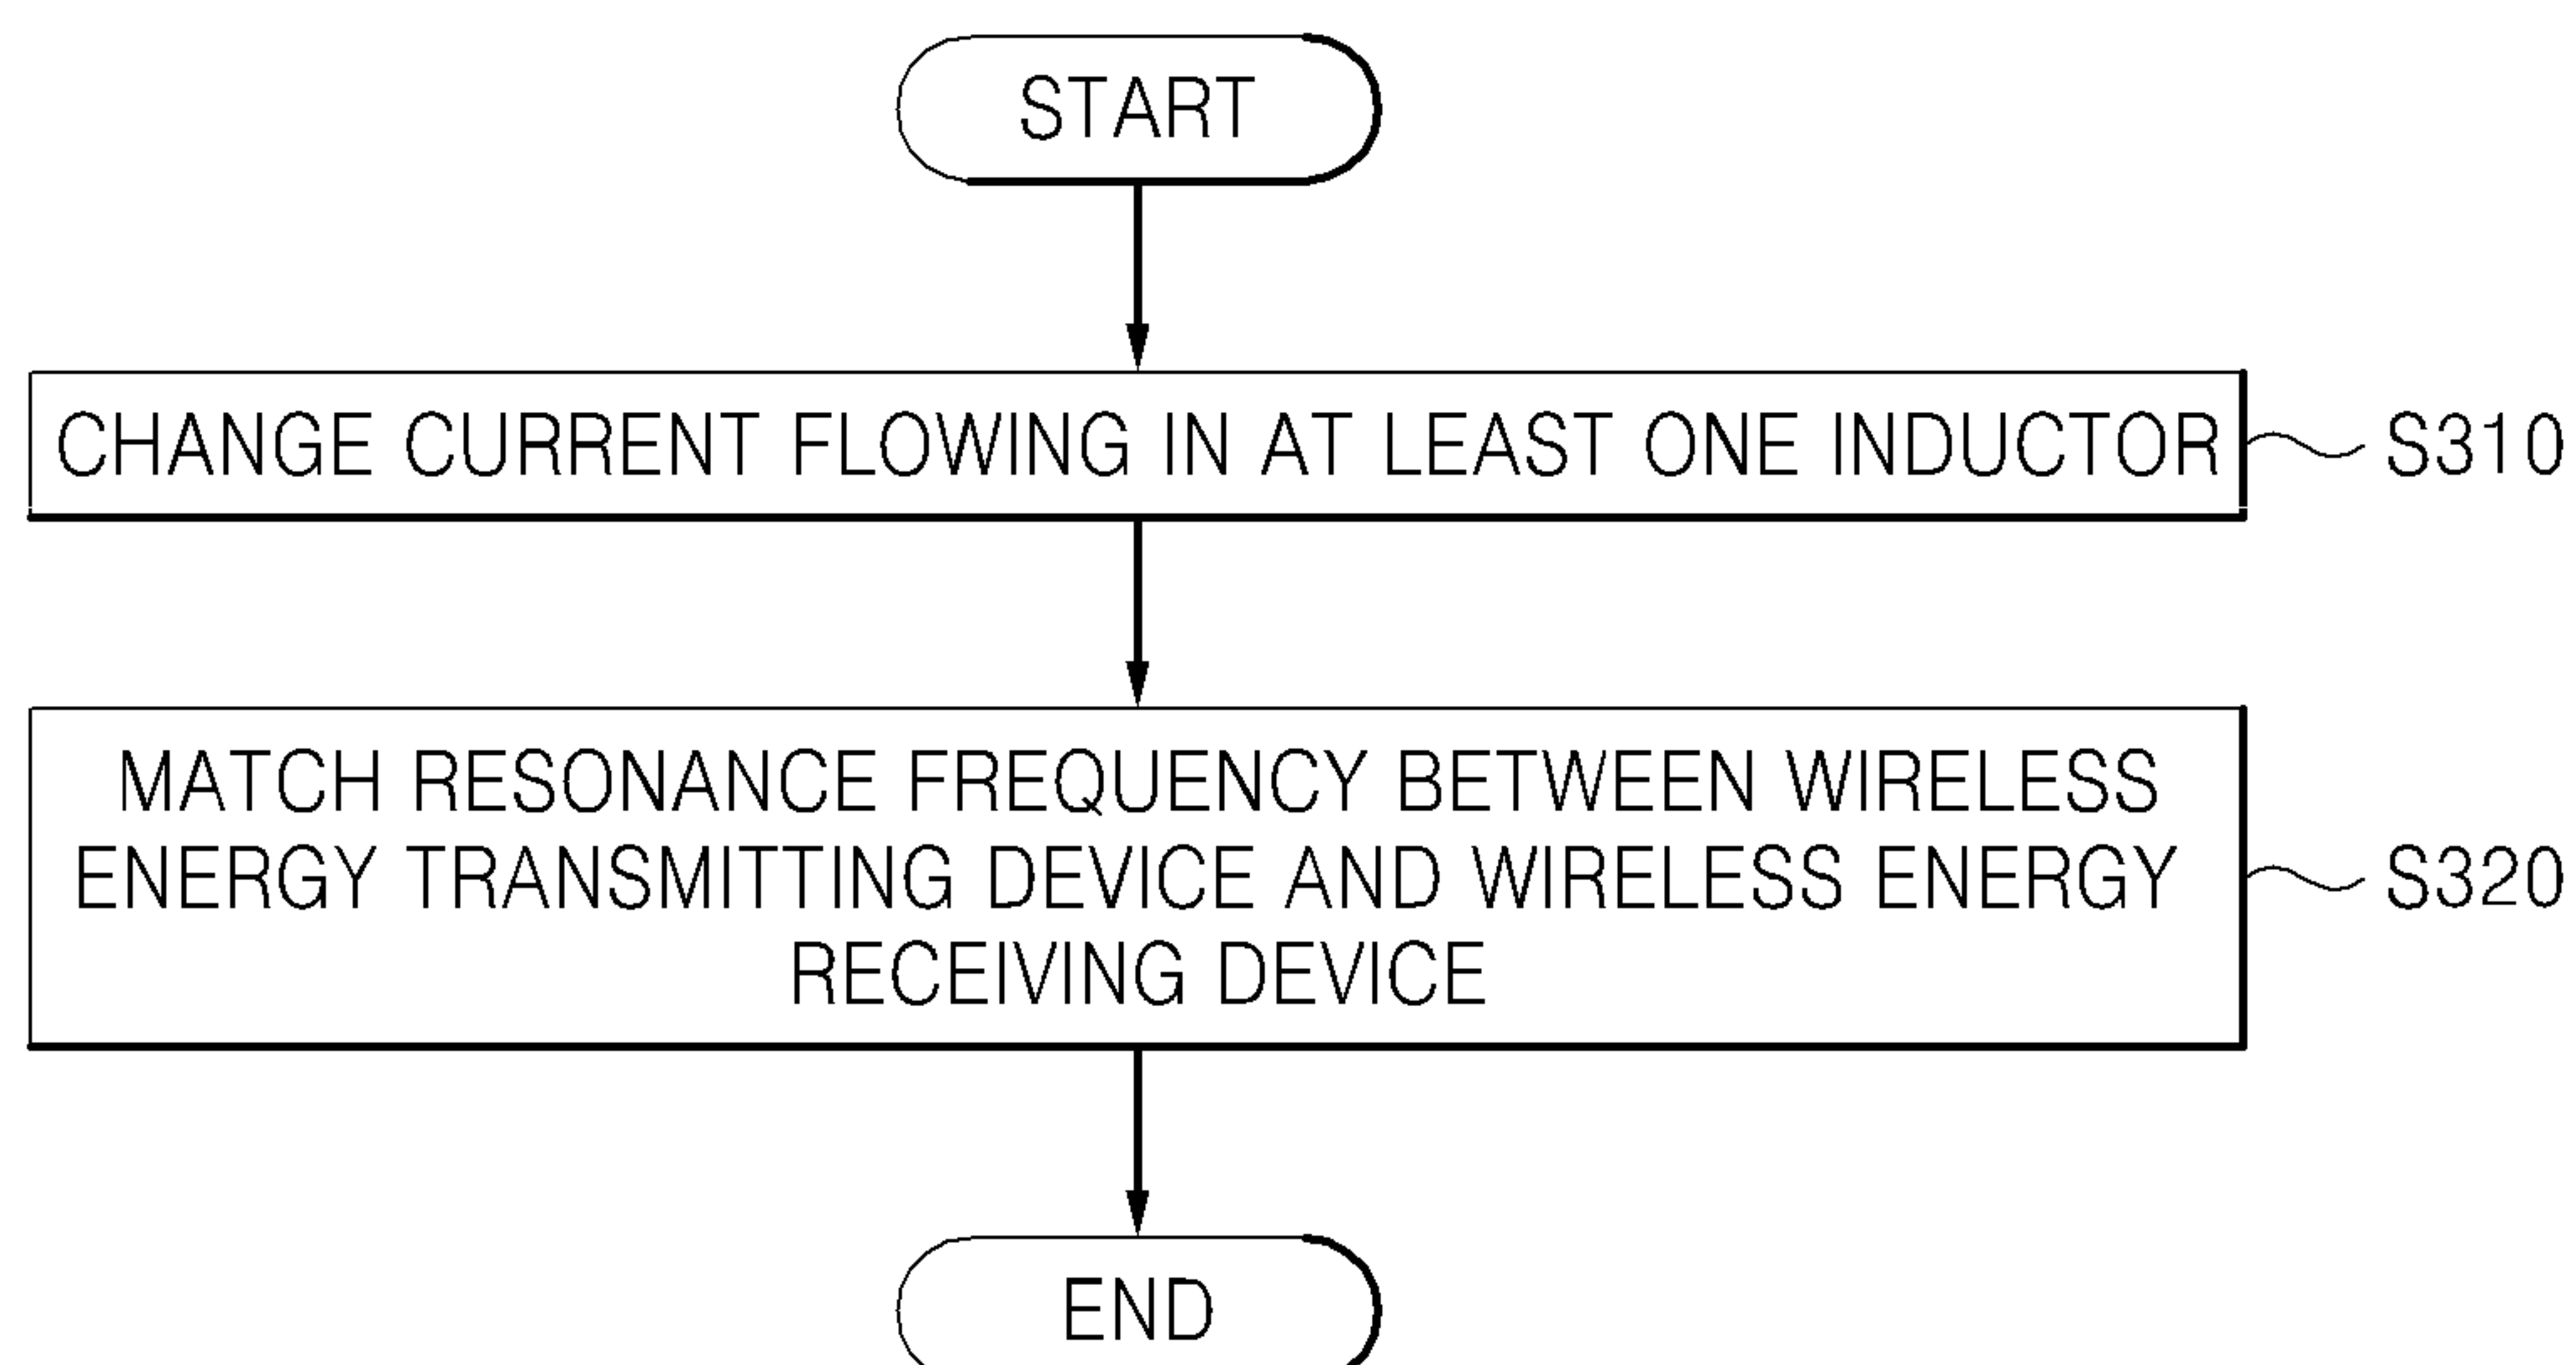 START
CHANGE CURRENT FLOWING IN AT LEAST ONE INDUCTOR
S310
MATCH RESONANCE FREQUENCY BETWEEN WIRELESS
ENERGY TRANSMITTING DEVICE AND WIRELESS ENERGY
RECEIVING DEVICE
S320
END